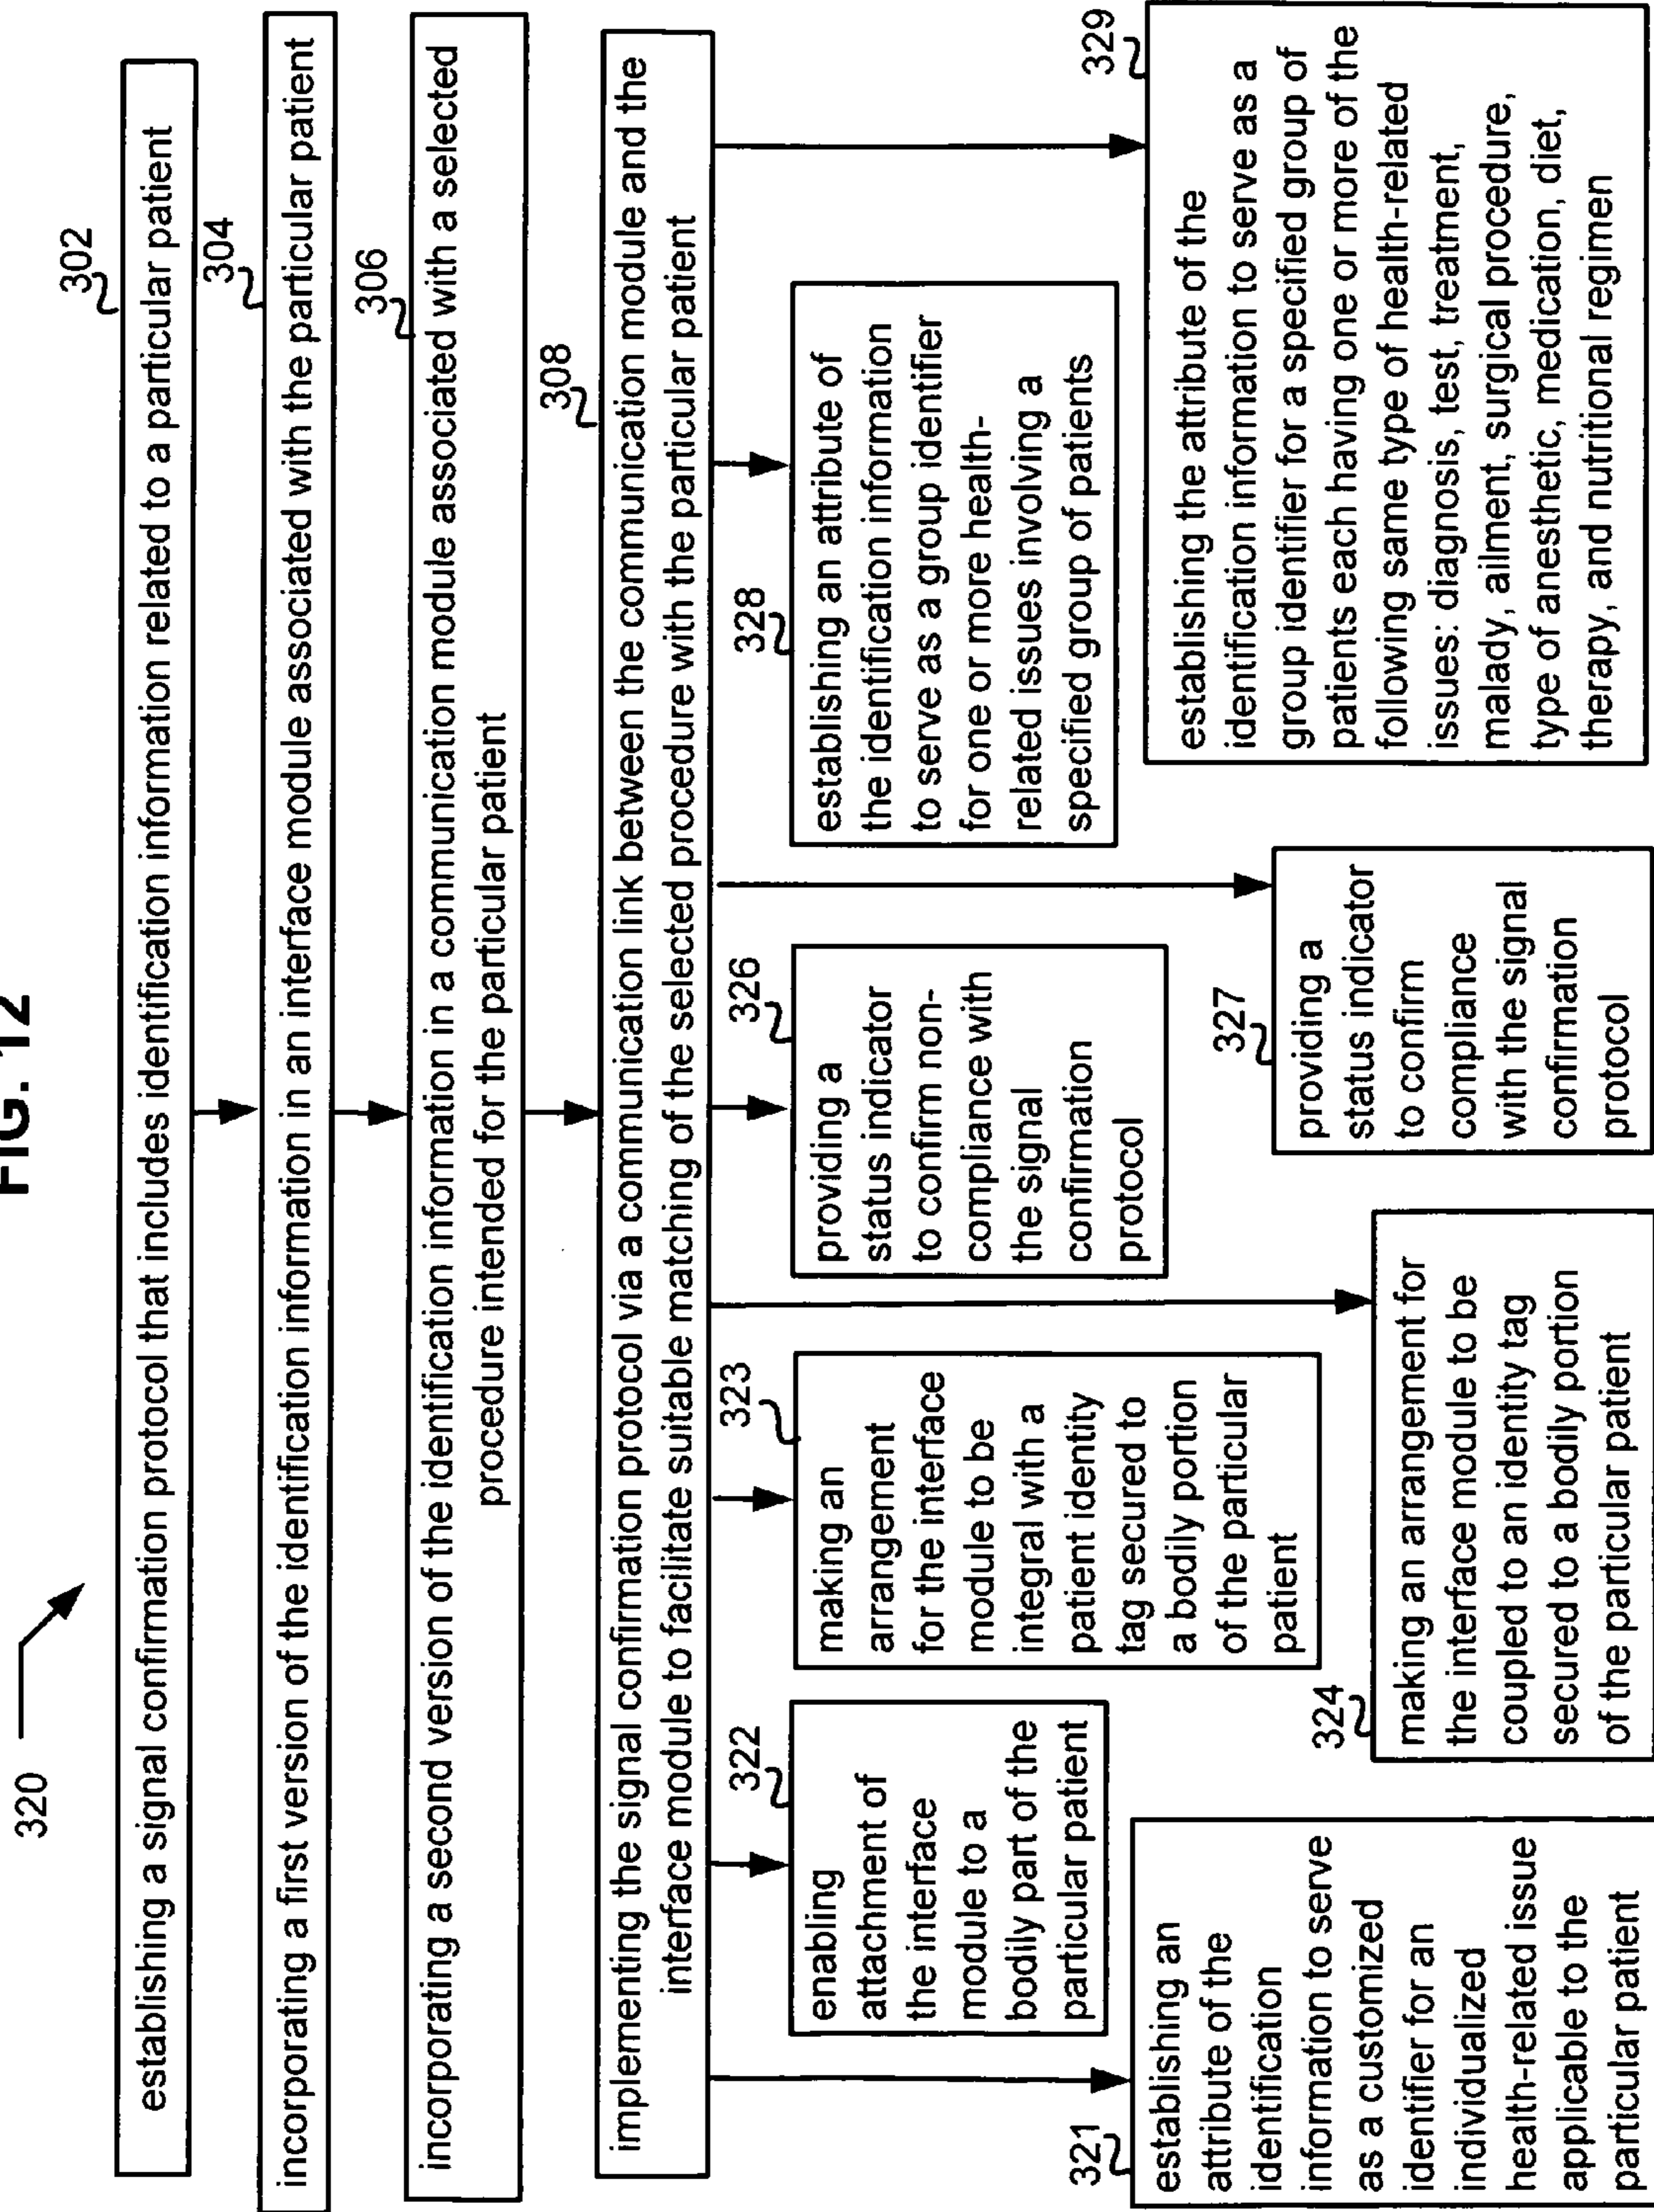 FIG. 12
320
302
establishing a signal confirmation protocol that includes identification information related to a particular patient
304
incorporating a first version of the identification information in an interface module associated with the particular patient
306
incorporating a second version of the identification information in a communication module associated with a selected
procedure intended for the particular patient
308
implementing the signal confirmation protocol via a communication link between the communication module and the
interface module to facilitate suitable matching of the selected procedure with the particular patient
322
enabling
attachment of
the interface
module to a
bodily part of the
particular patient
323
making an
arrangement
for the interface
module to be
integral with a
patient identity
tag secured to
a bodily portion
of the particular
patient
326
providing a
status indicator
to confirm non-
compliance with
the signal
confirmation
protocol
328
establishing an attribute of
the identification information
to serve as a group identifier
for one or more health-
related issues involving a
specified group of patients
321
establishing an
attribute of the
identification
information to serve
as a customized
identifier for an
individualized
health-related issue
applicable to the
particular patient
324
making an arrangement for
the interface module to be
coupled to an identity tag
secured to a bodily portion
of the particular patient
327
providing a
status indicator
to confirm
compliance
with the signal
confirmation
protocol
329
establishing the attribute of the
identification information to serve as a
group identifier for a specified group of
patients each having one or more of the
following same type of health-related
issues: diagnosis, test, treatment,
malady, ailment, surgical procedure,
type of anesthetic, medication, diet,
therapy, and nutritional regimen